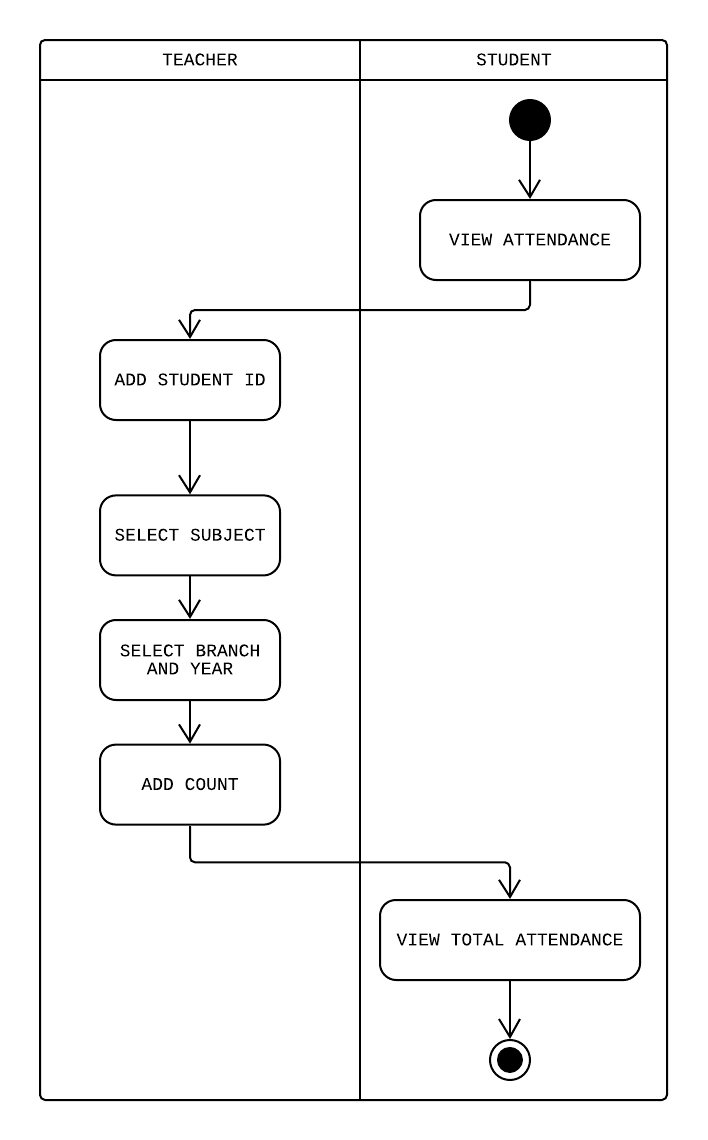 TEACHER
STUDENT
VIEW ATTENDANCE
ADD STUDENT ID
SELECT SUBJECT
SELECT BRANCH
AND YEAR
ADD COUNT
VIEW TOTAL ATTENDANCE